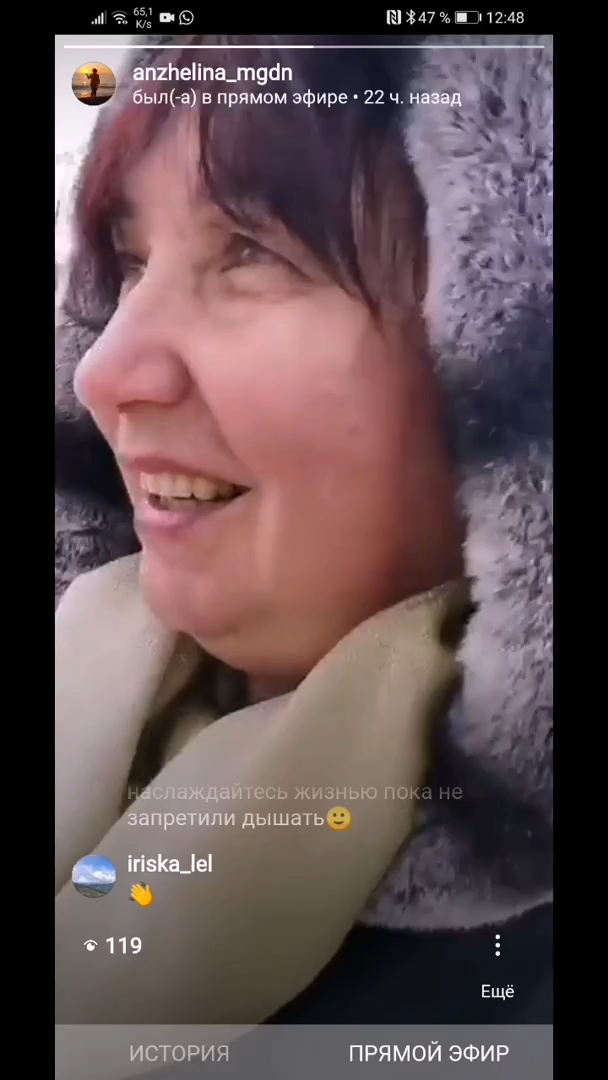 65,1
K/s
47 %
12:48
anzhelina_mgdn
был(-а) в прямом эфире • 22 ч. назад
наслаждайтесь жизнью пока не
запретили дышать🙂
iriska_lel
👏
119
Ещё
ИСТОРИЯ
ПРЯМОЙ ЭФИР